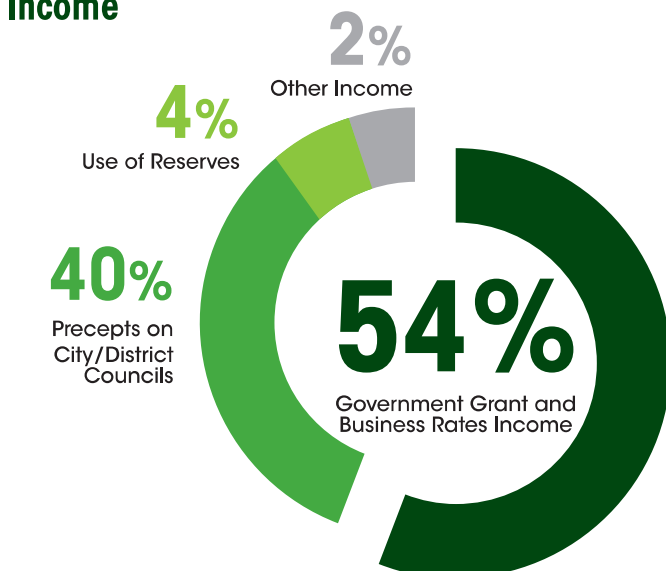 Income
2%
Other Income
4%
Use of Reserves
40%
Precepts on
City/District
Councils
54%
Government Grant and
Business Rates Income